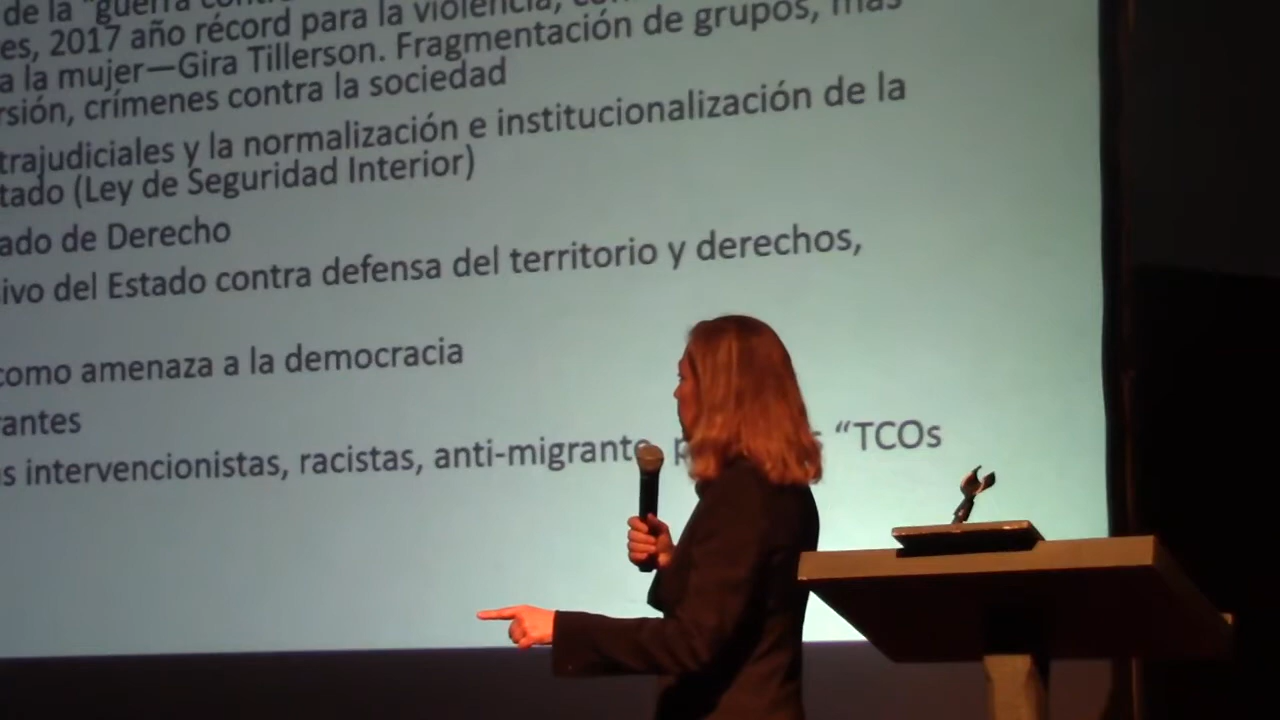 de la "guerra
es, 2017 año récord para la violencia,
a la mujer—Gira Tillerson. Fragmentación de grupos, más
rsión, crímenes contra la sociedad
trajudiciales y la normalización e institucionalización de la
tado (Ley de Seguridad Interior)
ado de Derecho
ivo del Estado contra defensa del territorio y derechos,
como amenaza a la democracia
rantes
s intervencionistas, racistas, anti-migrante, "TCOs